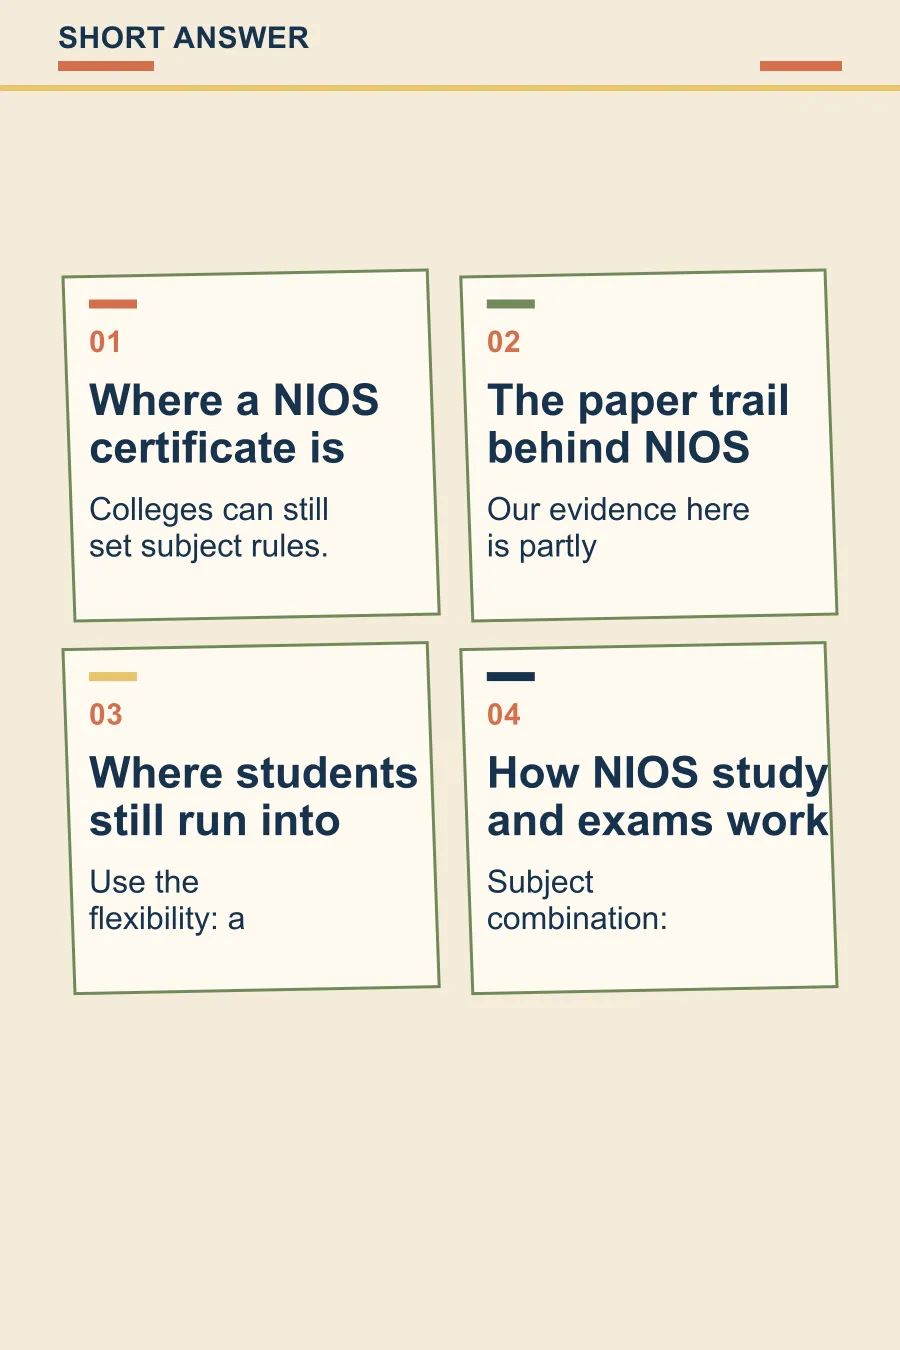 SHORT ANSWER
01
Where a NIOS
certificate is
Colleges can still
set subject rules.
02
The paper trail
behind NIOS
Our evidence here
is partly
03
Where students
still run into
Use the
flexibility: a
04
How NIOS study
and exams work
Subject
combination: